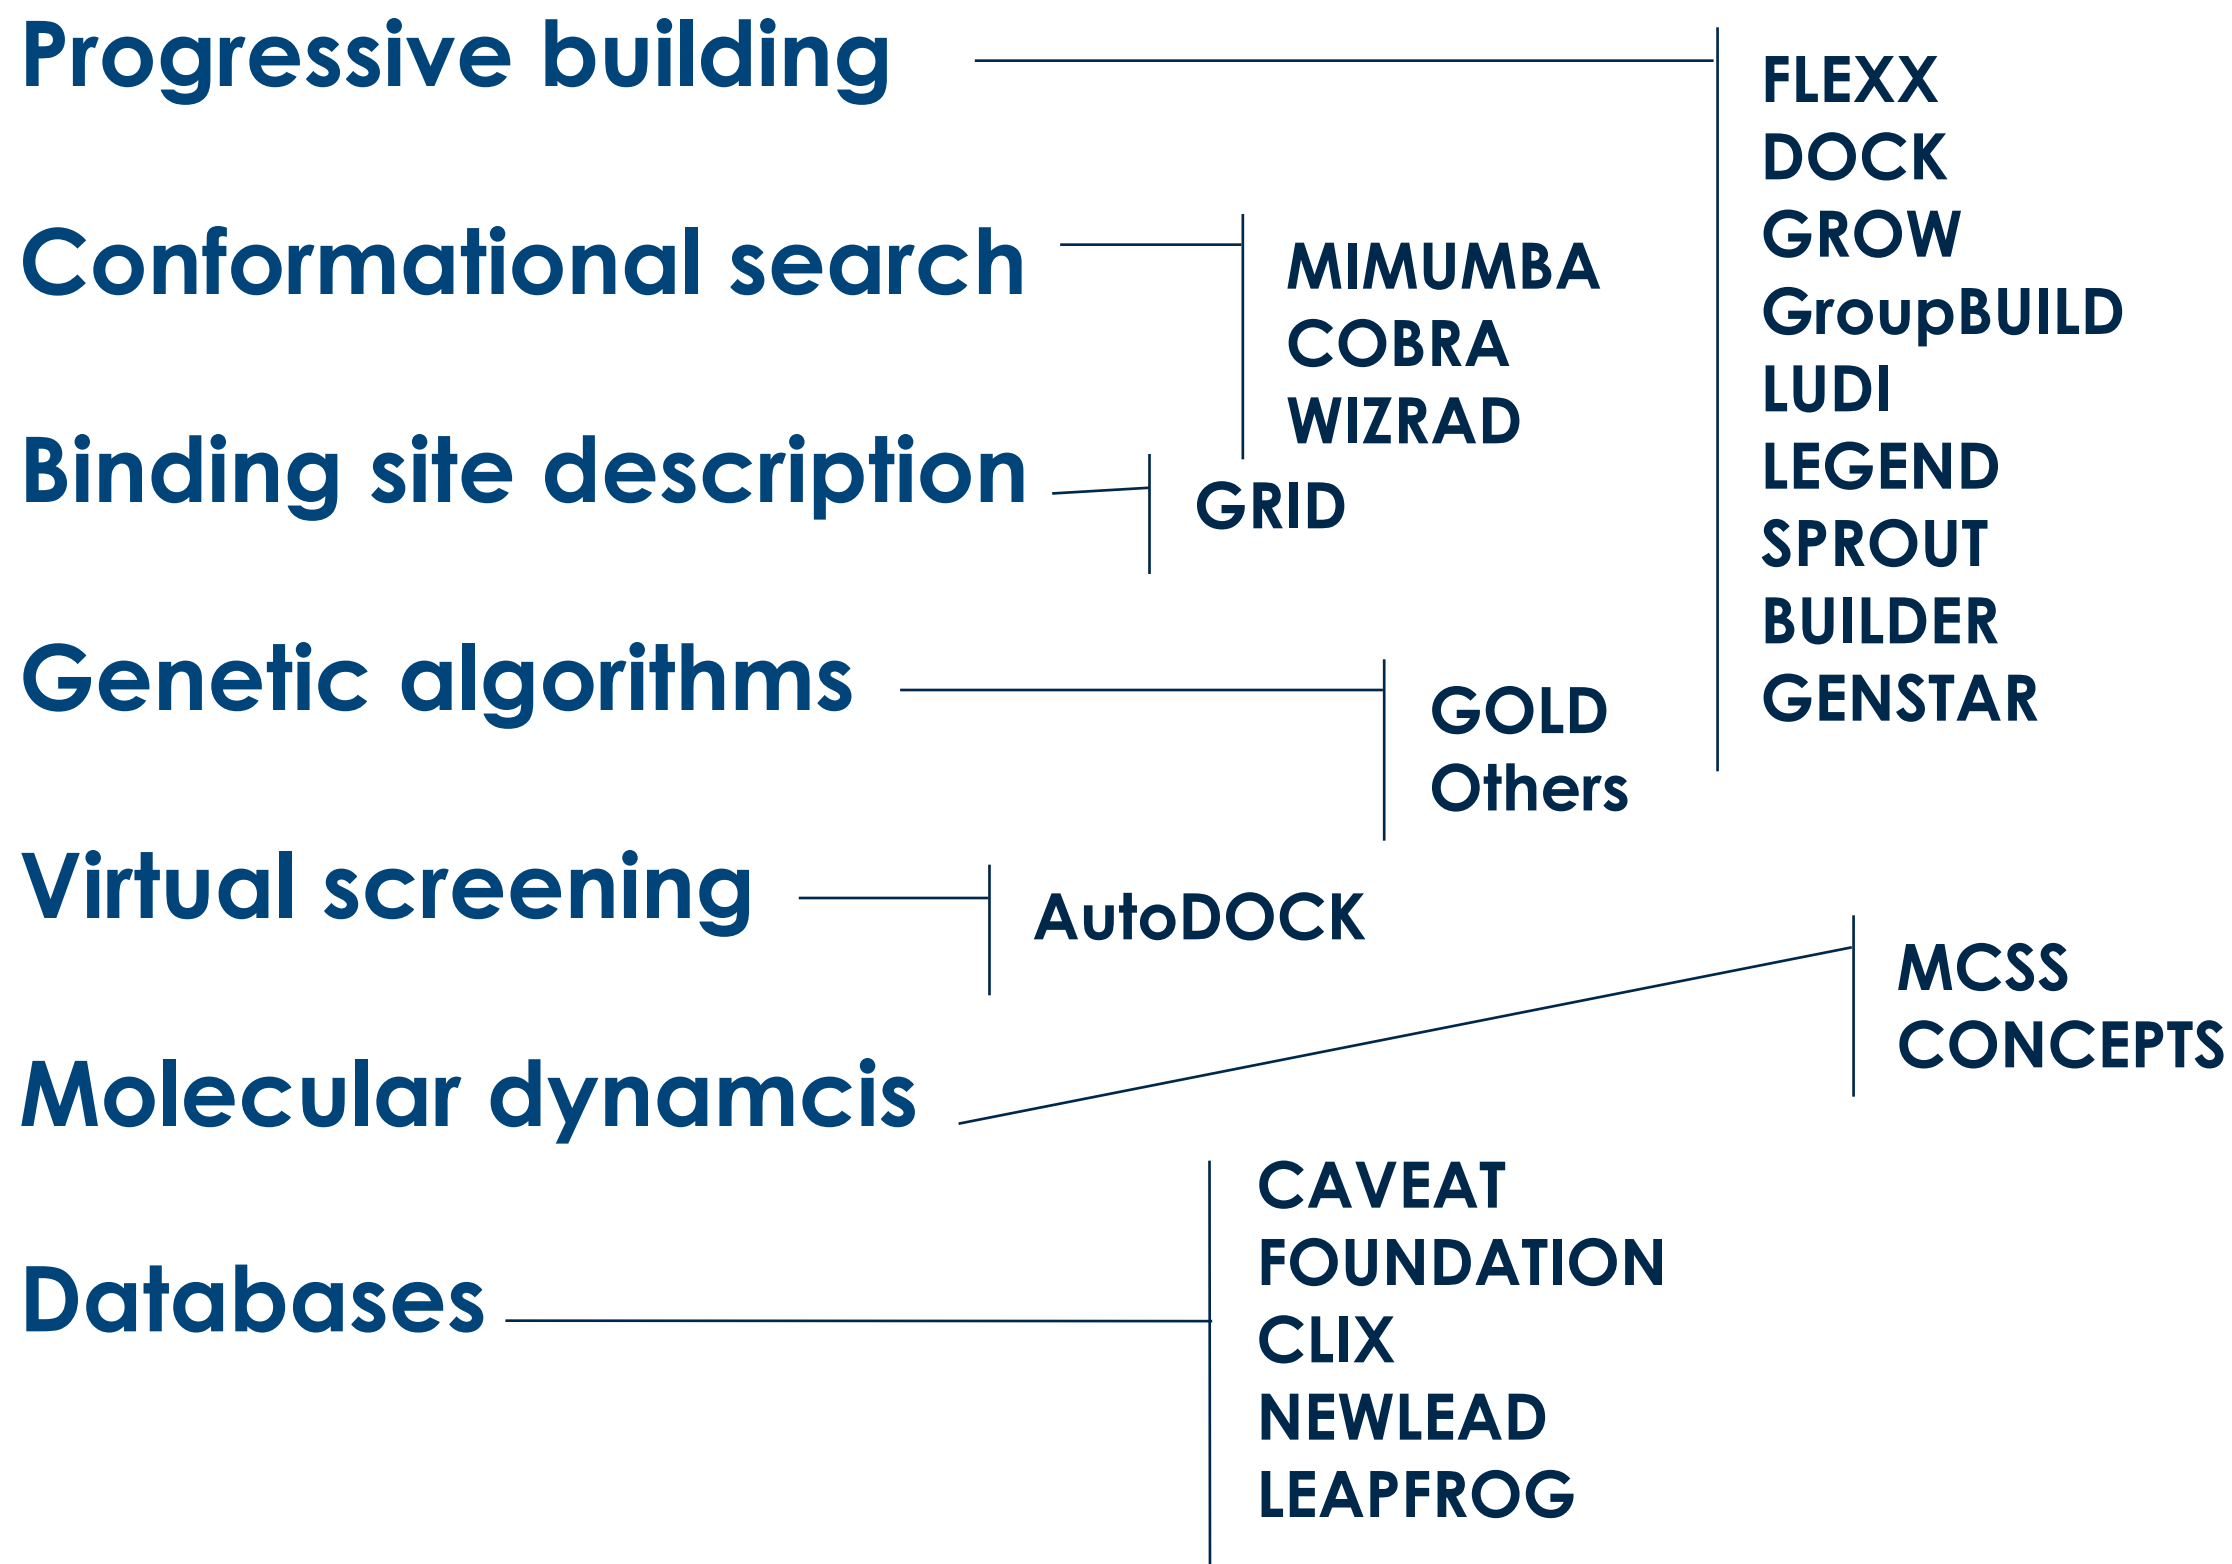 Progressive building
FLEXX
DOCK
GROW
GroupBUILD
LUDI
LEGEND
SPROUT
BUILDER
GENSTAR
Conformational search
MIMUMBA
COBRA
WIZRAD
Binding site description
GRID
Genetic algorithms
GOLD
Others
Virtual screening
AutoDOCK
Molecular dynamcis
MCSS
CONCEPTS
Databases
CAVEAT
FOUNDATION
CLIX
NEWLEAD
LEAPFROG